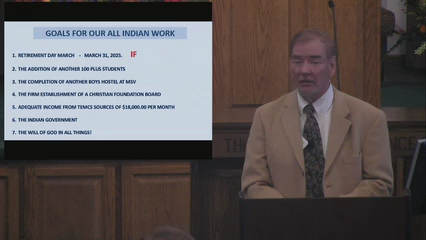 GOALS FOR OUR ALL INDIAN WORK
1. RETIREMENT DAY MARCH - MARCH 31, 2025. IF
2. THE ADDITION OF ANOTHER 100 PLUS STUDENTS
3. THE COMPLETION OF ANOTHER BOYS HOSTEL AT MSV
4. THE FIRM ESTABLISHMENT OF A CHRISTIAN FOUNDATION BOARD
5. ADEQUATE INCOME FROM TEMCS SOURCES OF $18,000.00 PER MONTH
6. THE INDIAN GOVERNMENT
7. THE WILL OF GOD IN ALL THINGS!
THE